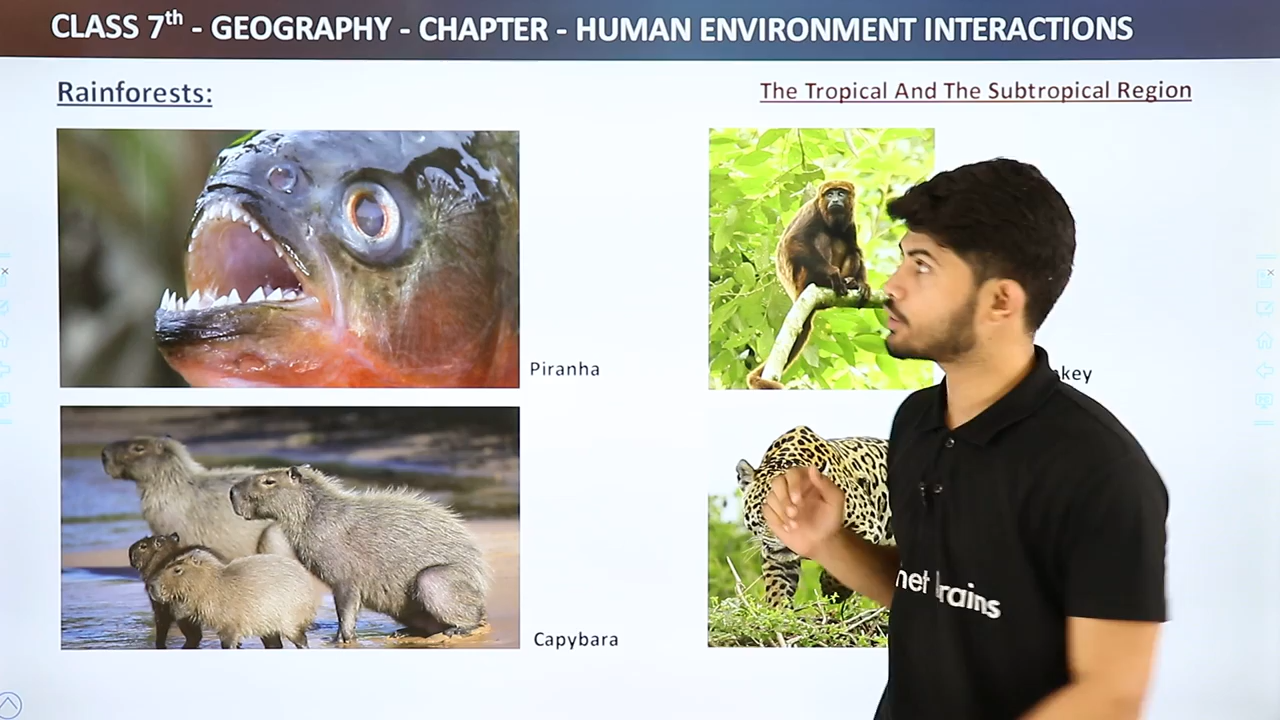 CLASS 7th - GEOGRAPHY - CHAPTER - HUMAN ENVIRONMENT INTERACTIONS
Rainforests:
The Tropical And The Subtropical Region
Piranha
Capybara